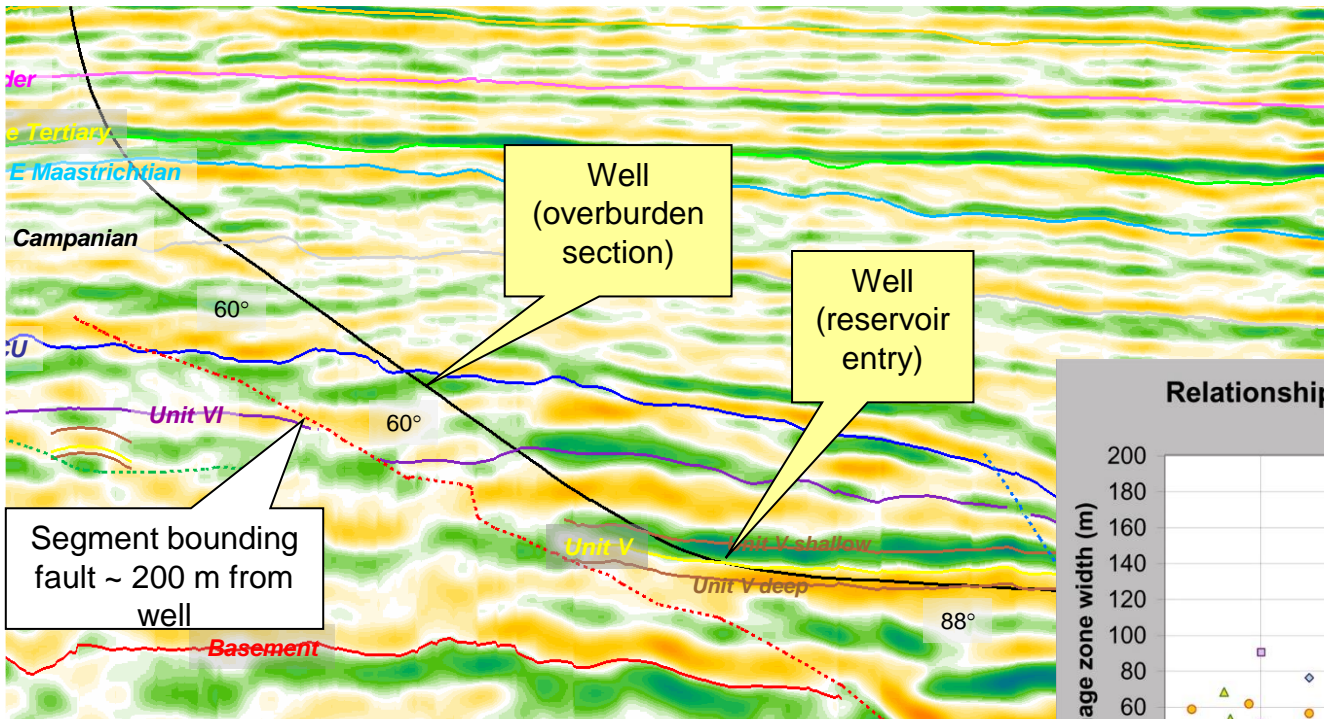 der
e Tertiary
E Maastrichtian
Campanian
Well
(overburden
section)
Well
(reservoir
entry)
60°
CU
60°
Unit VI
Segment bounding
fault ~ 200 m from
well
Unit V
Unit V shallow
Unit V deep
88°
Basement
Relationship
age zone width (m)
200
180
160
140
120
100
80
60